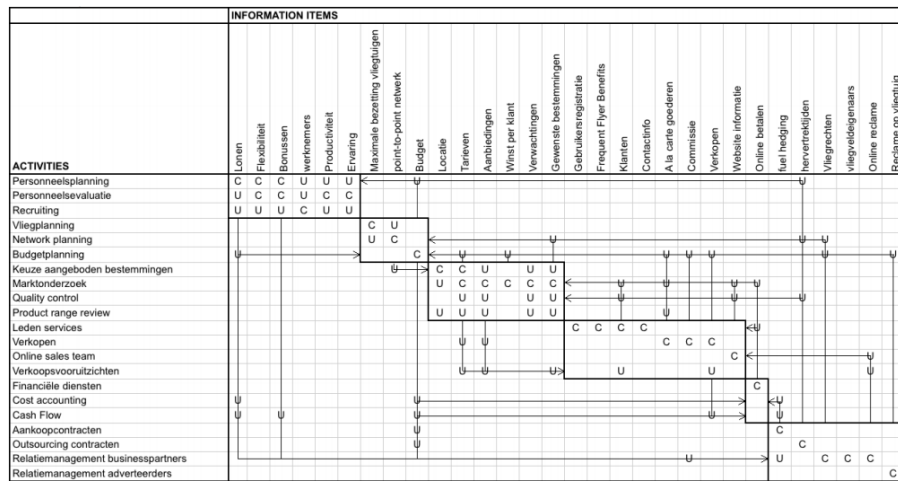 INFORMATION ITEMS
ACTIVITIES
Lonen
Flexibiliteit
Bonussen
werknemers
Productiviteit
Ervaring
Maximale bezetting vliegtuigen
point-to-point netwerk
Budget
Locatie
Tarieven
Aanbiedingen
Winst per klant
Verwachtingen
Gewenste bestemmingen
Gebruikersregistratie
Frequent Flyer Benefits
Klanten
Contactinfo
A la carte goederen
Commissie
Verkopen
Website informatie
Online betalen
fuel hedging
hervertrektijden
Vliegrechten
vliegveldeigenaars
Online reclame
Reclame op vliegtuig
Personneelsplanning C C C U U U U U
Personeelsevaluatie U C C U C C
Recruiting U U U C U U
Vliegplanning C U
Network planning U C U U U
Budgetplanning U C U U U U U U U
Keuze aangeboden bestemmingen U C C U U U
Marktonderzoek U C C C C C U U U U
Quality control U U U U U U U
Product range review U U U U U U
Leden services C C C C U
Verkopen U U C C C
Online sales team C U
Verkoopsvooruitzichten U U U U U U
Financiële diensten C
Cost accounting U U U
Cash Flow U U U U U
Aankoopcontracten U C
Outsourcing contracten U C
Relatiemanagement businesspartners U U C C C
Relatiemanagement adverteerders C